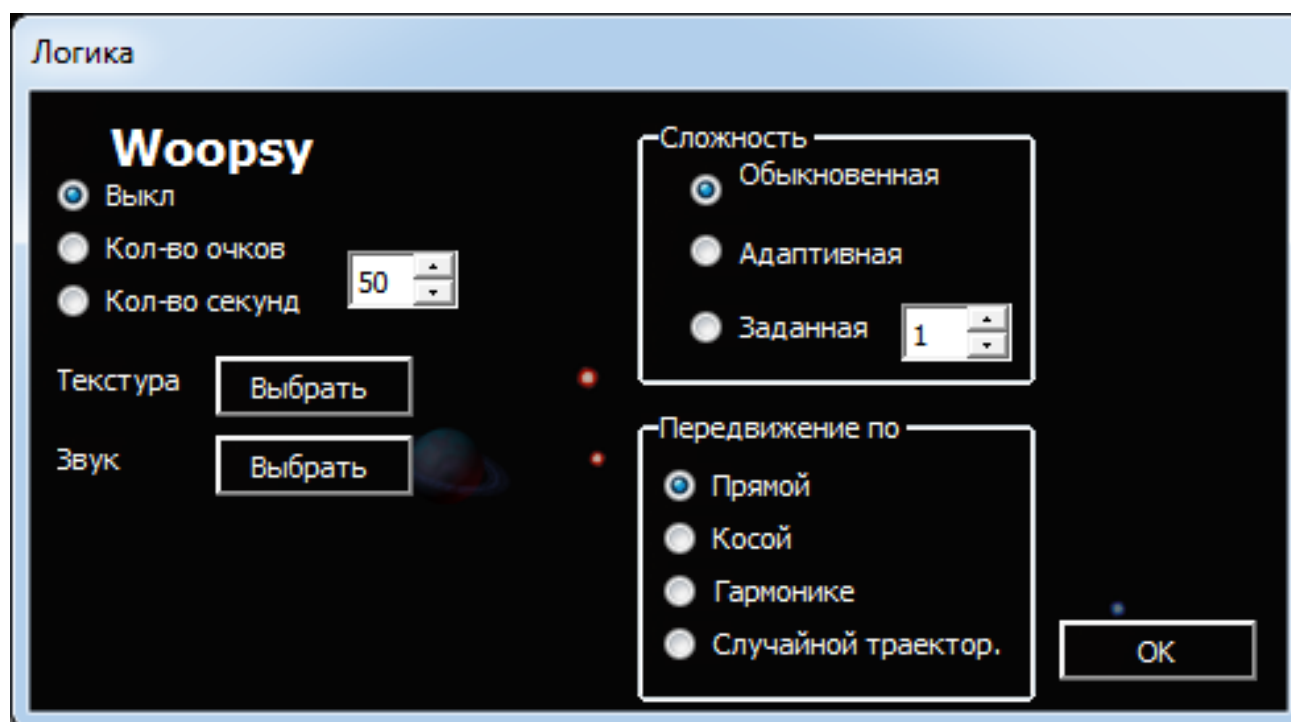 Логика
Woopsy
Выкл
Кол-во очков
50
Кол-во секунд
Текстура
Выбрать
Звук
Выбрать
Сложность
Обыкновенная
Адаптивная
Заданная
1
Передвижение по
Прямой
Косой
Гармонике
Случайной траектор.
ОК